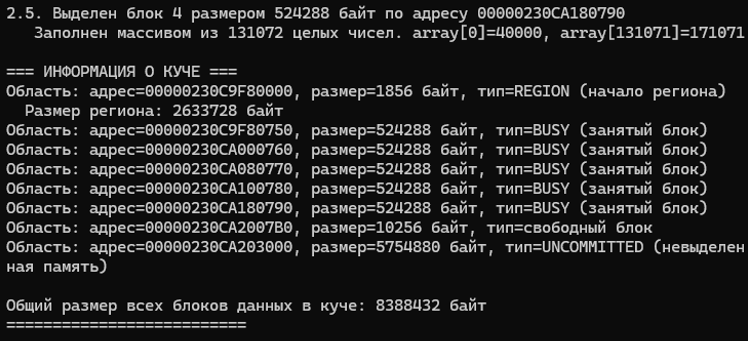 2.5. Выделен блок 4 размером 524288 байт по адресу 00000230CA180790
Заполнен массивом из 131072 целых чисел. array[0]=40000, array[131071]=171071
=== ИНФОРМАЦИЯ О КУЧЕ ===
Область: адрес=00000230C9F80000, размер=1856 байт, тип=REGION (начало региона)
Размер региона: 2633728 байт
Область: адрес=00000230C9F80750, размер=524288 байт, тип=BUSY (занятый блок)
Область: адрес=00000230CA000760, размер=524288 байт, тип=BUSY (занятый блок)
Область: адрес=00000230CA080770, размер=524288 байт, тип=BUSY (занятый блок)
Область: адрес=00000230CA100780, размер=524288 байт, тип=BUSY (занятый блок)
Область: адрес=00000230CA180790, размер=524288 байт, тип=BUSY (занятый блок)
Область: адрес=00000230CA2007B0, размер=10256 байт, тип=свободный блок
Область: адрес=00000230CA203000, размер=5754880 байт, тип=UNCOMMITTED (невыделен
ная память)
Общий размер всех блоков данных в куче: 8388432 байт
==========================